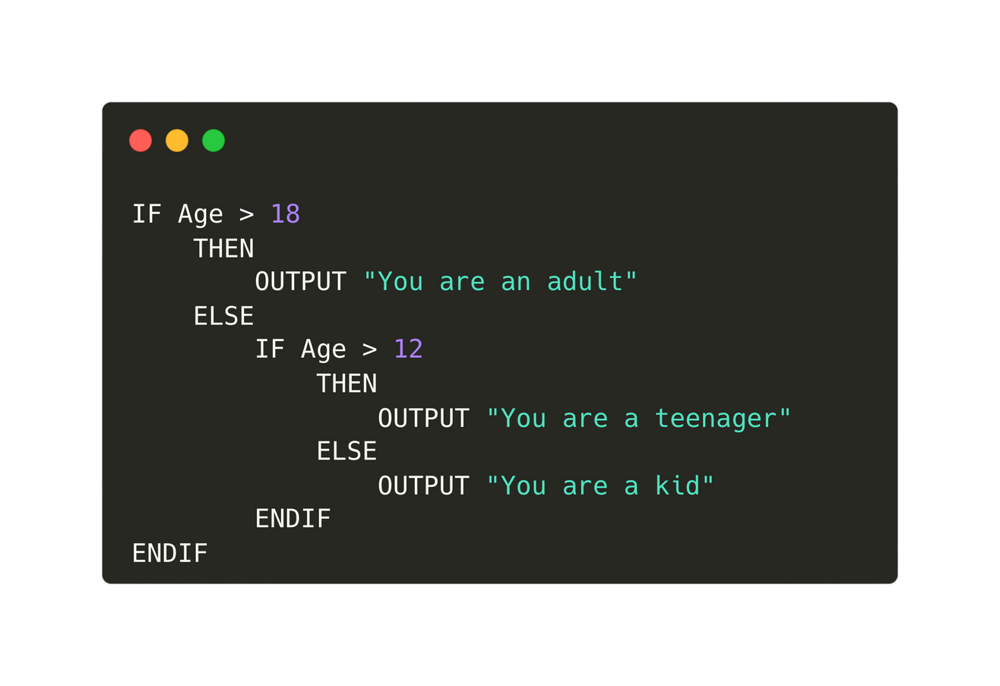 IF Age > 18
    THEN
        OUTPUT "You are an adult"
    ELSE
        IF Age > 12
            THEN
                OUTPUT "You are a teenager"
            ELSE
                OUTPUT "You are a kid"
        ENDIF
ENDIF